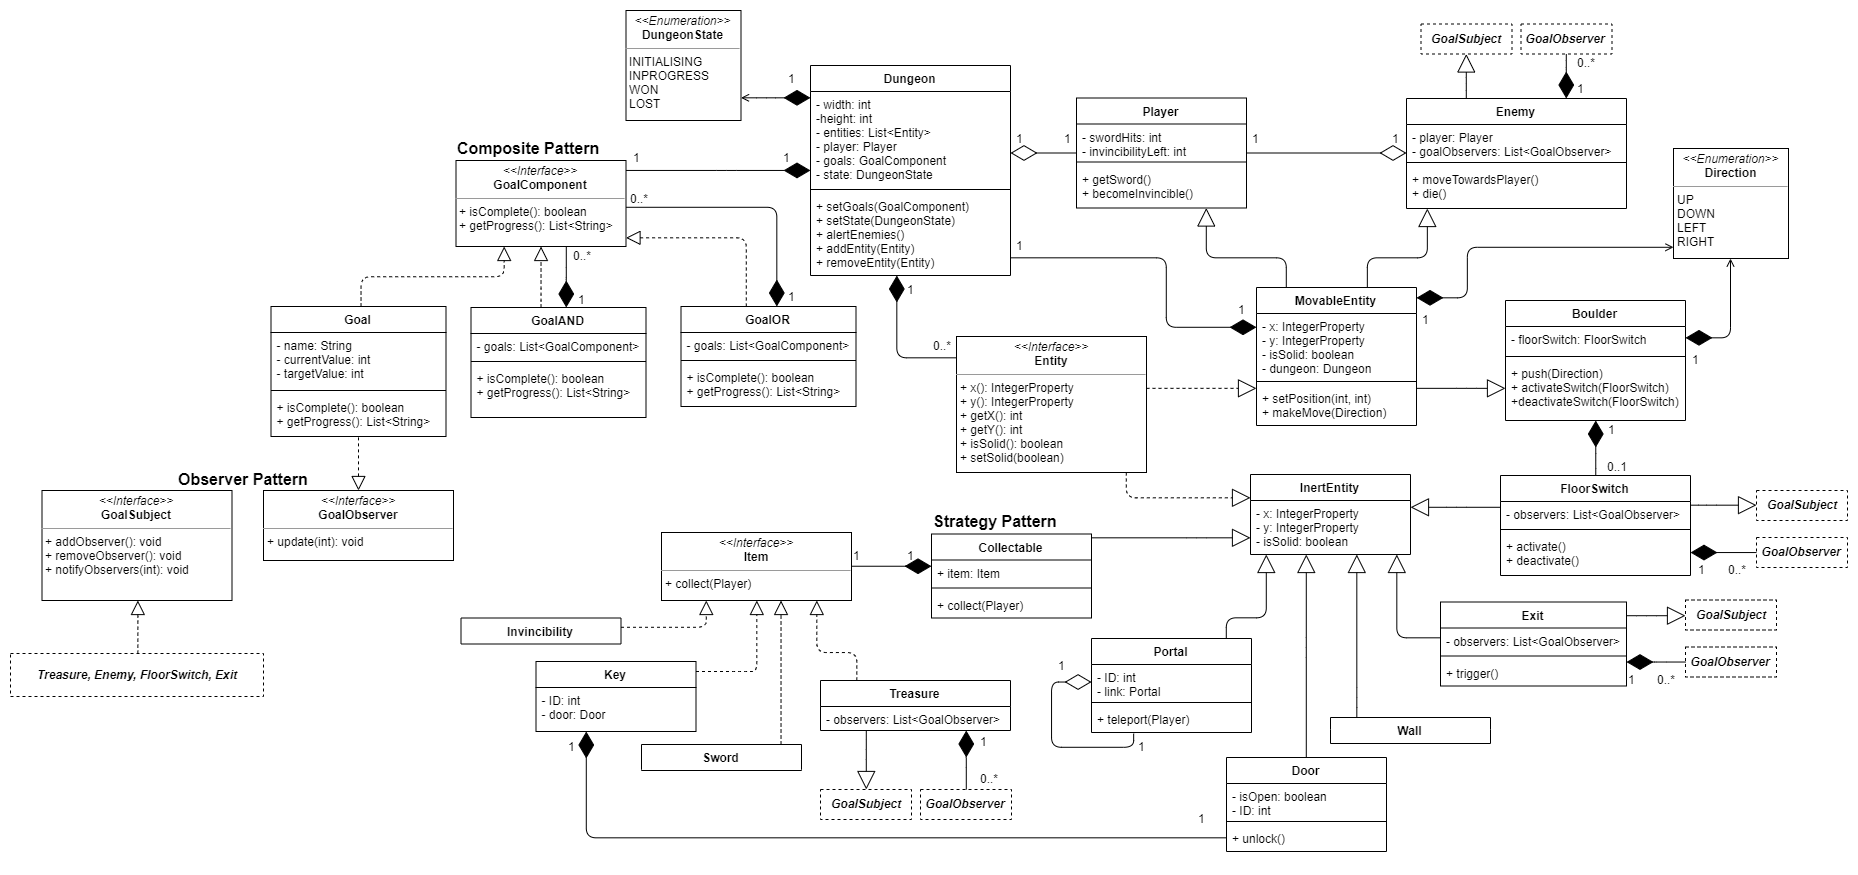 <<Enumeration>>
DungeonState
INITIALISING
INPROGRESS
WON
LOST
1
Dungeon
- width: int
-height: int
- entities: List<Entity>
- player: Player
- goals: GoalComponent
- state: DungeonState
+ setGoals(GoalComponent)
+ setState(DungeonState)
+ alertEnemies()
+ addEntity(Entity)
+ removeEntity(Entity)
1
1
Player
- swordHits: int
- invincibilityLeft: int
+ getSword()
+ becomeInvincible()
1
1
GoalSubject
GoalObserver
0..*
1
Enemy
- player: Player
- goalObservers: List<GoalObserver>
+ moveTowardsPlayer()
+ die()
<<Enumeration>>
Direction
UP
DOWN
LEFT
RIGHT
Composite Pattern
<<Interface>>
GoalComponent
+ isComplete(): boolean
+ getProgress(): List<String>
1
1
0..*
0..*
1
1
1
1
1
0..*
Goal
- name: String
- currentValue: int
- targetValue: int
+ isComplete(): boolean
+ getProgress(): List<String>
GoalAND
- goals: List<GoalComponent>
+ isComplete(): boolean
+ getProgress(): List<String>
GoalOR
- goals: List<GoalComponent>
+ isComplete(): boolean
+ getProgress(): List<String>
<<Interface>>
Entity
+ x(): IntegerProperty
+ y(): IntegerProperty
+ getX(): int
+ getY(): int
+ isSolid(): boolean
+ setSolid(boolean)
MovableEntity
- x: IntegerProperty
- y: IntegerProperty
- isSolid: boolean
- dungeon: Dungeon
+ setPosition(int, int)
+ makeMove(Direction)
1
Boulder
- floorSwitch: FloorSwitch
+ push(Direction)
+ activateSwitch(FloorSwitch)
+deactivateSwitch(FloorSwitch)
1
1
0..1
Observer Pattern
<<Interface>>
GoalSubject
+ addObserver(): void
+ removeObserver(): void
+ notifyObservers(int): void
<<Interface>>
GoalObserver
+ update(int): void
Treasure, Enemy, FloorSwitch, Exit
Strategy Pattern
<<Interface>>
Item
+ collect(Player)
1
1
Collectable
+ item: Item
+ collect(Player)
InertEntity
- x: IntegerProperty
- y: IntegerProperty
- isSolid: boolean
FloorSwitch
- observers: List<GoalObserver>
+ activate()
+ deactivate()
GoalSubject
GoalObserver
1
0..*
Invincibility
Key
- ID: int
- door: Door
1
Sword
Treasure
- observers: List<GoalObserver>
1
0..*
GoalSubject
GoalObserver
Portal
- ID: int
- link: Portal
+ teleport(Player)
1
1
Exit
- observers: List<GoalObserver>
+ trigger()
GoalSubject
GoalObserver
1
0..*
Wall
Door
- isOpen: boolean
- ID: int
+ unlock()
1